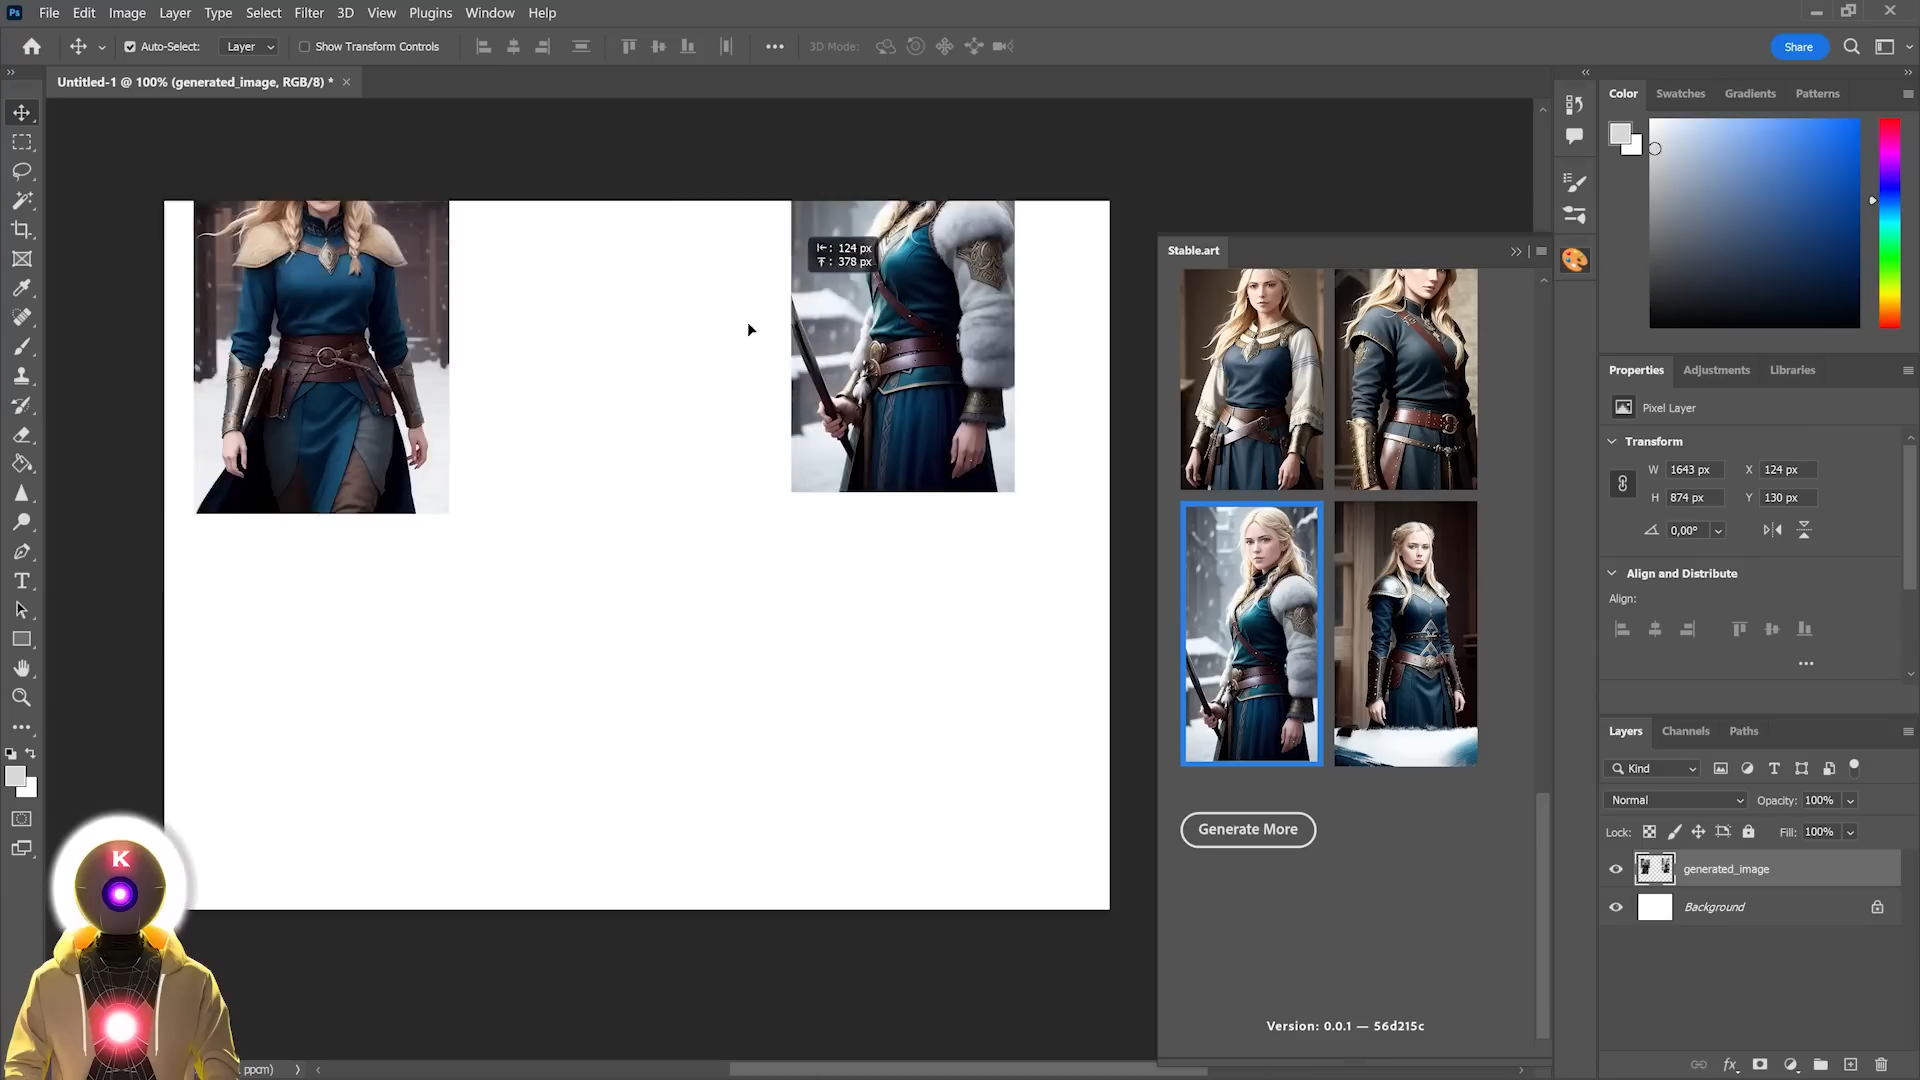 Ps File Edit Image Layer Type Select Filter 3D View Plugins Window Help
Auto-Select: Layer Show Transform Controls 3D Mode: Share
Untitled-1 @ 100% (generated_image, RGB/8) *
Color Swatches Gradients Patterns
124 px
378 px
Stable.art
Properties Adjustments Libraries
Pixel Layer
Transform
W 1643 px X 124 px
H 874 px Y 130 px
0,00°
Align and Distribute
Align:
Layers Channels Paths
Kind
Normal Opacity: 100%
Generate More
Lock: Fill: 100%
K
generated_image
Background
Version: 0.0.1 — 56d215c
ppcm)
fx